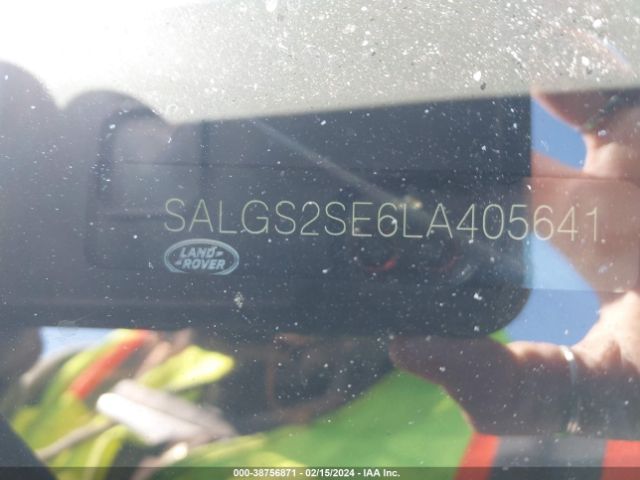 SALGS2SE6LA405641
LAND-
-ROVER
000-38756871 - 02/15/2024 - IAA Inc.